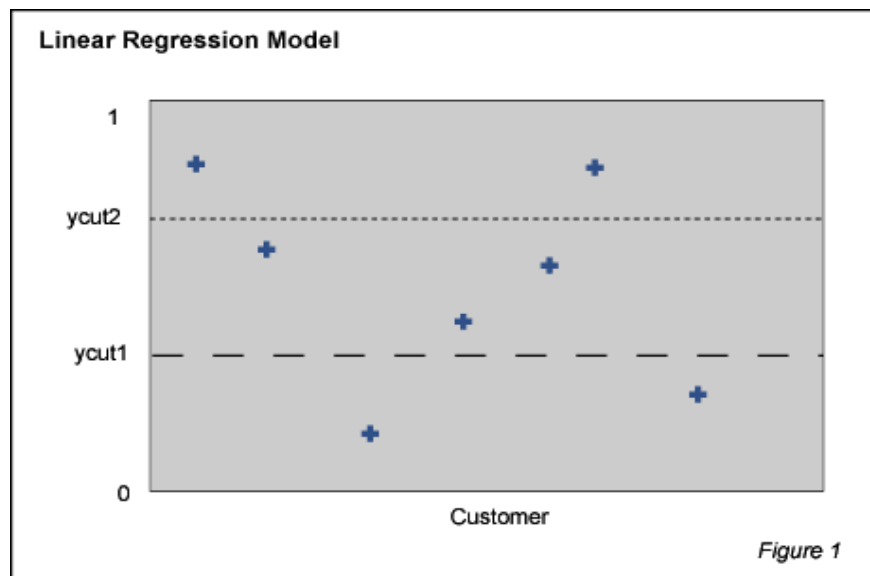 Linear Regression Model
1
ycut2
ycut1
0
Customer
Figure 1